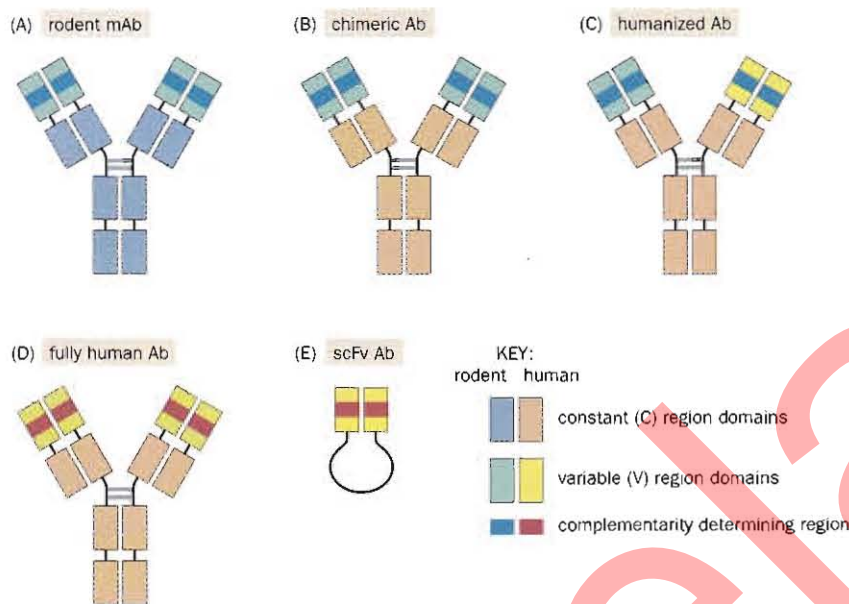 (A) rodent mAb
(B) chimeric Ab
(C) humanized Ab
(D) fully human Ab
(E) scFv Ab
KEY:
rodent human
constant (C) region domains
variable (V) region domains
complementarity determining region